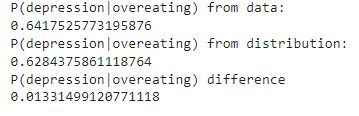 P(depression|overeating) from data:
0.6417525773195876
P(depression|overeating) from distribution:
0.6284375861118764
P(depression|overeating) difference
0.01331499120771118